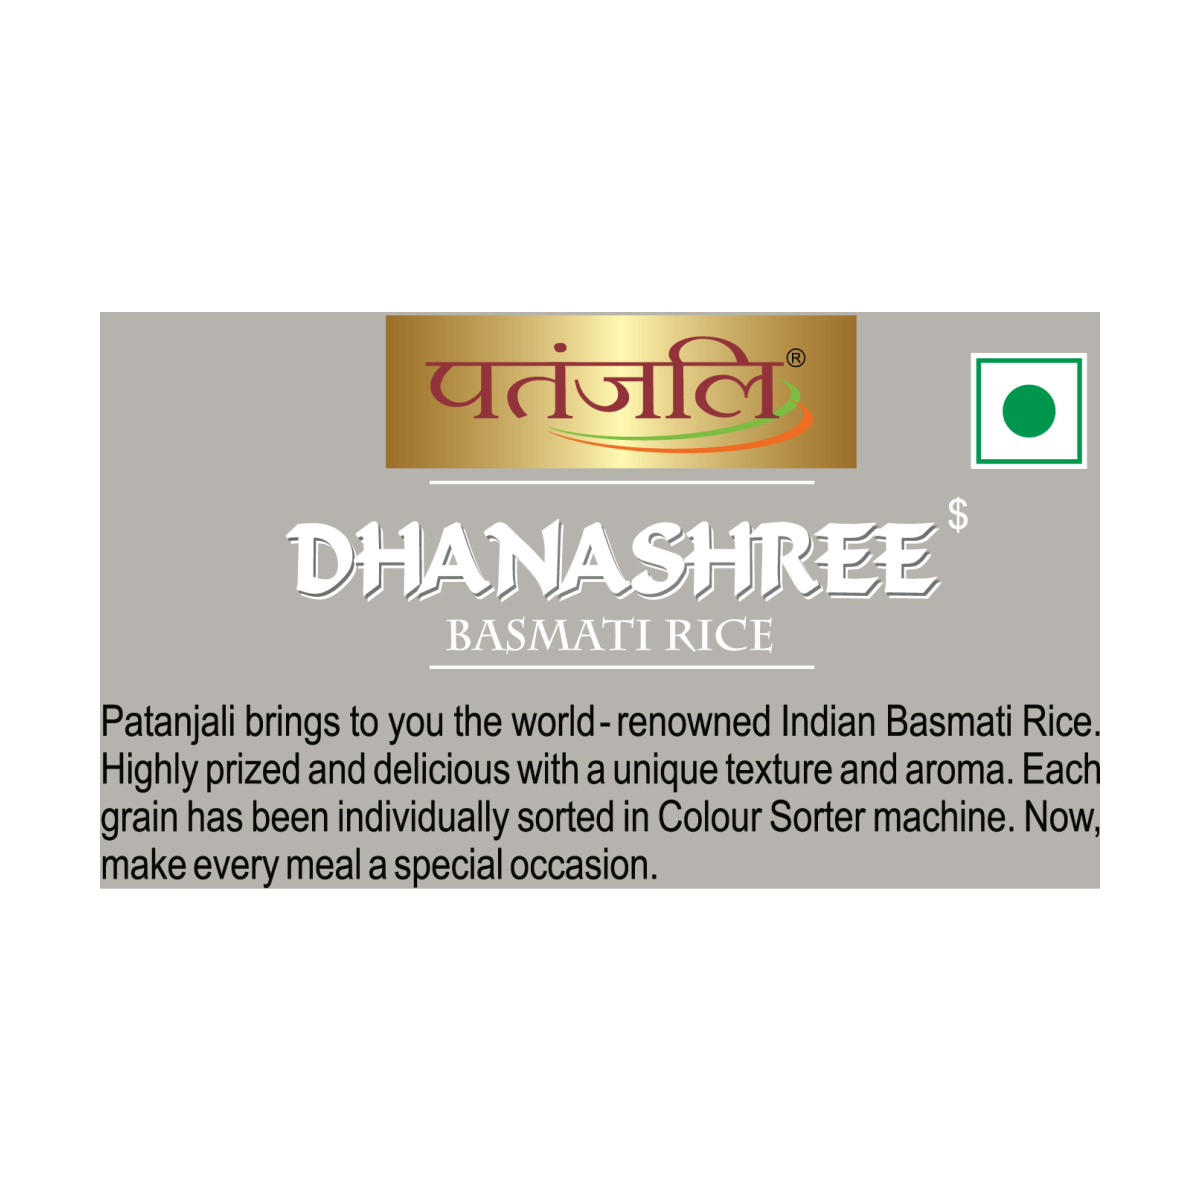 पतंजलि®
DHANASHREE$
BASMATI RICE
Patanjali brings to you the world-renowned Indian Basmati Rice.
Highly prized and delicious with a unique texture and aroma. Each
grain has been individually sorted in Colour Sorter machine. Now,
make every meal a special occasion.